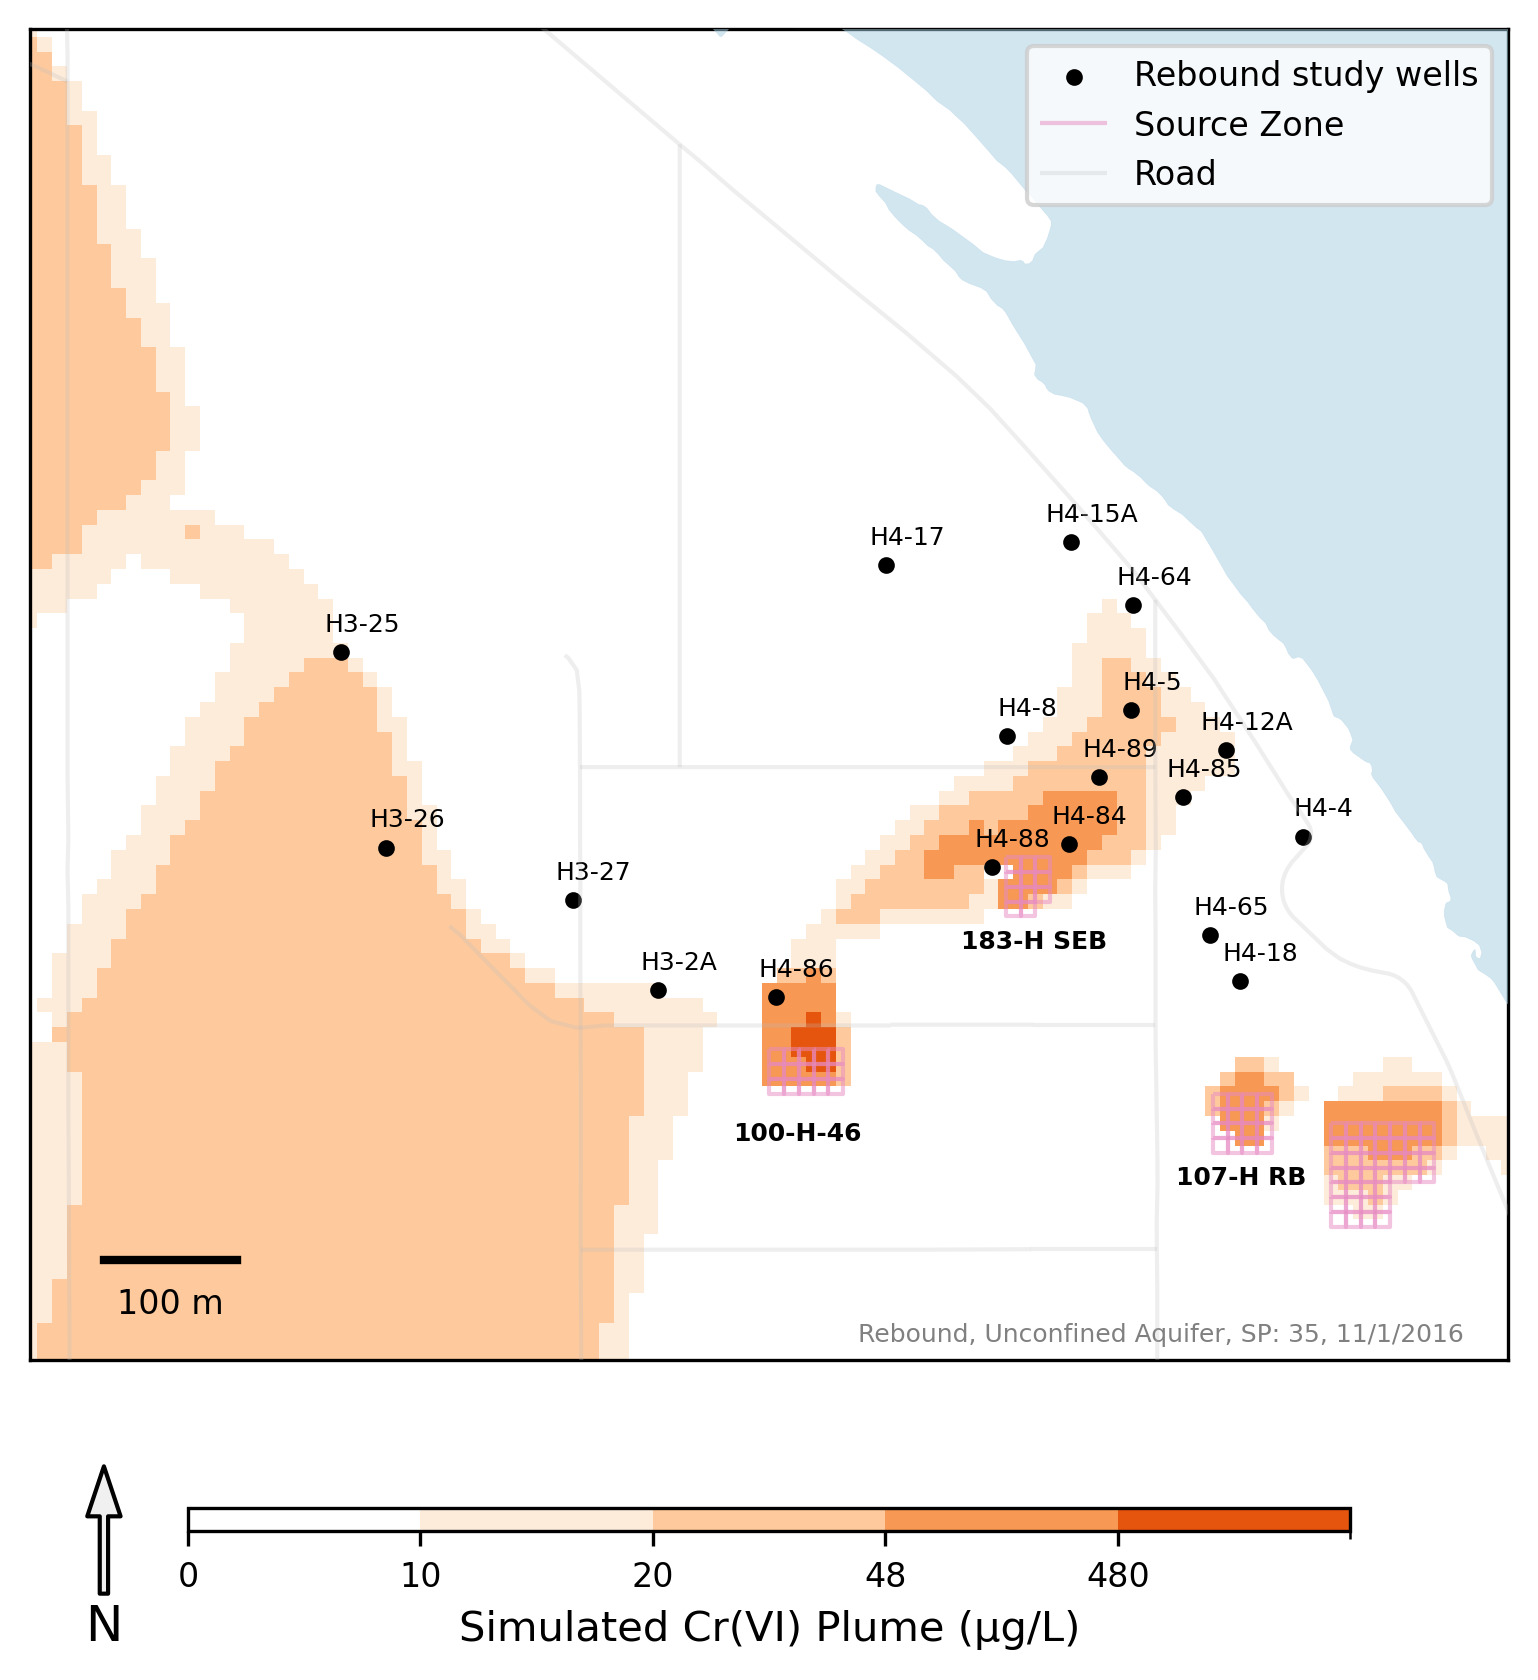 Rebound study wells
Source Zone
Road
H4-15A
H4-17
H4-64
H3-25
H4-5
H4-8
H4-12A
H4-89
H4-85
H4-4
H3-26
H4-84
H4-88
H3-27
H4-65
183-H SEB
H4-18
H3-2A
H4-86
100-H-46
107-H RB
100 m
Rebound, Unconfined Aquifer, SP: 35, 11/1/2016
0 10 20 48 480
N
Simulated Cr(VI) Plume (μg/L)